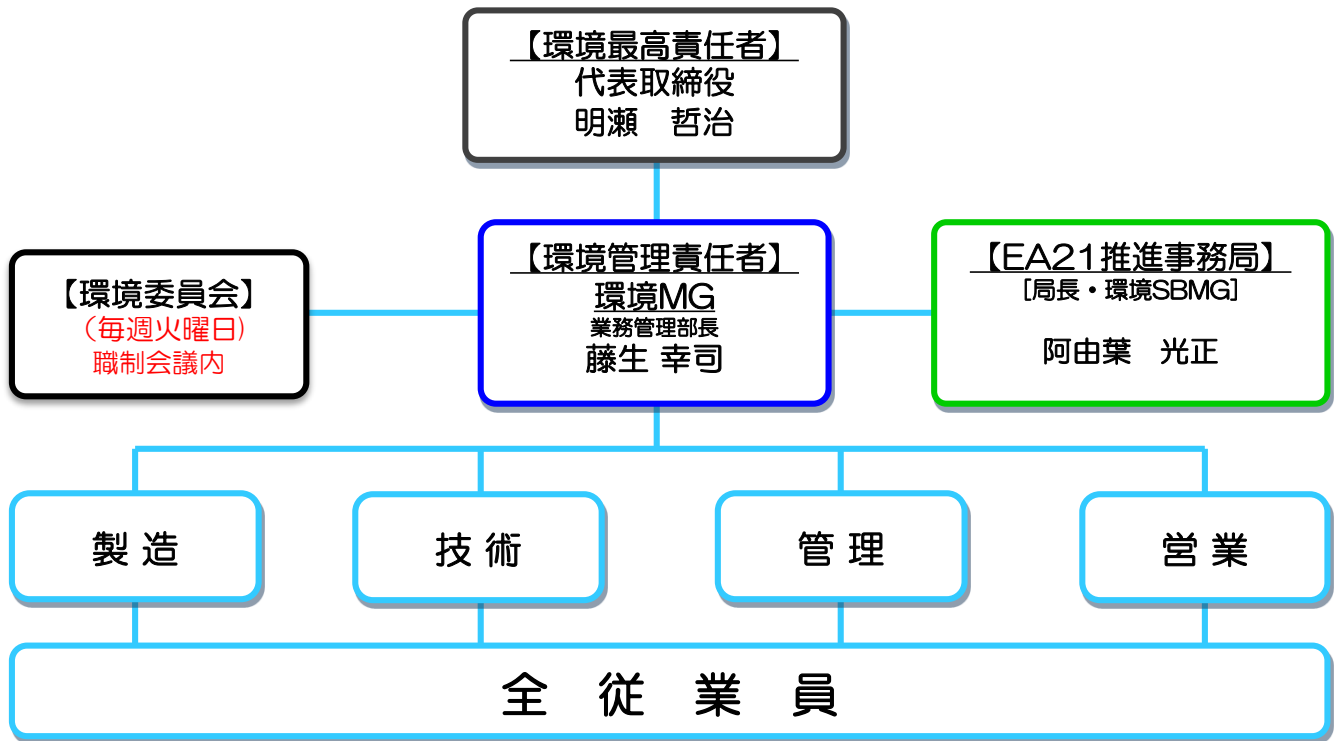 【環境最高責任者】
代表取締役
明瀬　哲治
【環境委員会】
（毎週火曜日)
職制会議内
【環境管理責任者】
環境MG
業務管理部長
藤生 幸司
【EA21推進事務局】
[局長・環境SBMG]
阿由葉　光正
製 造
技 術
管 理
営 業
全 従 業 員